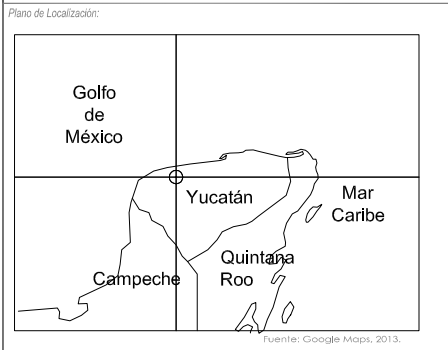 Plano de Localización:
Golfo
de
México
Yucatán
Mar
Caribe
Campeche
Quintana
Roo
Fuente: Google Maps, 2013.